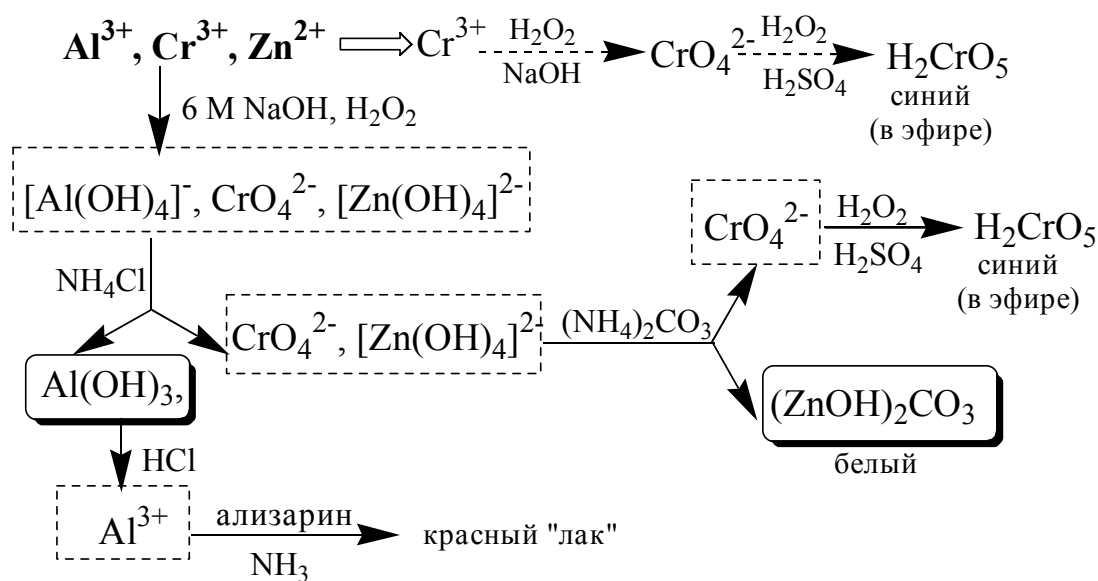 Al³⁺, Cr³⁺, Zn²⁺ Cr³⁺ H₂O₂ NaOH CrO₄²⁻ H₂O₂ H₂SO₄ H₂CrO₅
синий
(в эфире)
6 M NaOH, H₂O₂
[Al(OH)₄]⁻, CrO₄²⁻, [Zn(OH)₄]²⁻
CrO₄²⁻ H₂O₂ H₂SO₄ H₂CrO₅
синий
(в эфире)
NH₄Cl
CrO₄²⁻, [Zn(OH)₄]²⁻ (NH₄)₂CO₃
Al(OH)₃,
(ZnOH)₂CO₃
белый
HCl
Al³⁺ ализарин NH₃ красный "лак"